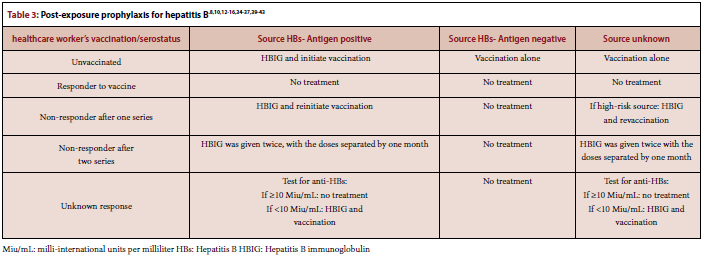 Table 3: Post-exposure prophylaxis for hepatitis B.8,10,12-16,24-37,39-43
healthcare worker's vaccination/serostatus Source HBs- Antigen positive Source HBs- Antigen negative Source unknown
Unvaccinated HBIG and initiate vaccination Vaccination alone Vaccination alone
Responder to vaccine No treatment No treatment No treatment
Non-responder after one series HBIG and reinitiate vaccination No treatment If high-risk source: HBIG
and revaccination
Non-responder after
two series
HBIG was given twice, with the doses separated by one month No treatment HBIG was given twice with the
doses separated by one month
Unknown response
Test for anti-HBs:
If ≥10 Miu/mL: no treatment
If <10 Miu/mL: HBIG and
vaccination
No treatment
Test for anti-HBs:
If ≥10 Miu/mL: no treatment
If <10 Miu/mL: HBIG and
vaccination
Miu/mL: milli-international units per milliliter HBs: Hepatitis B HBIG: Hepatitis B immunoglobulin